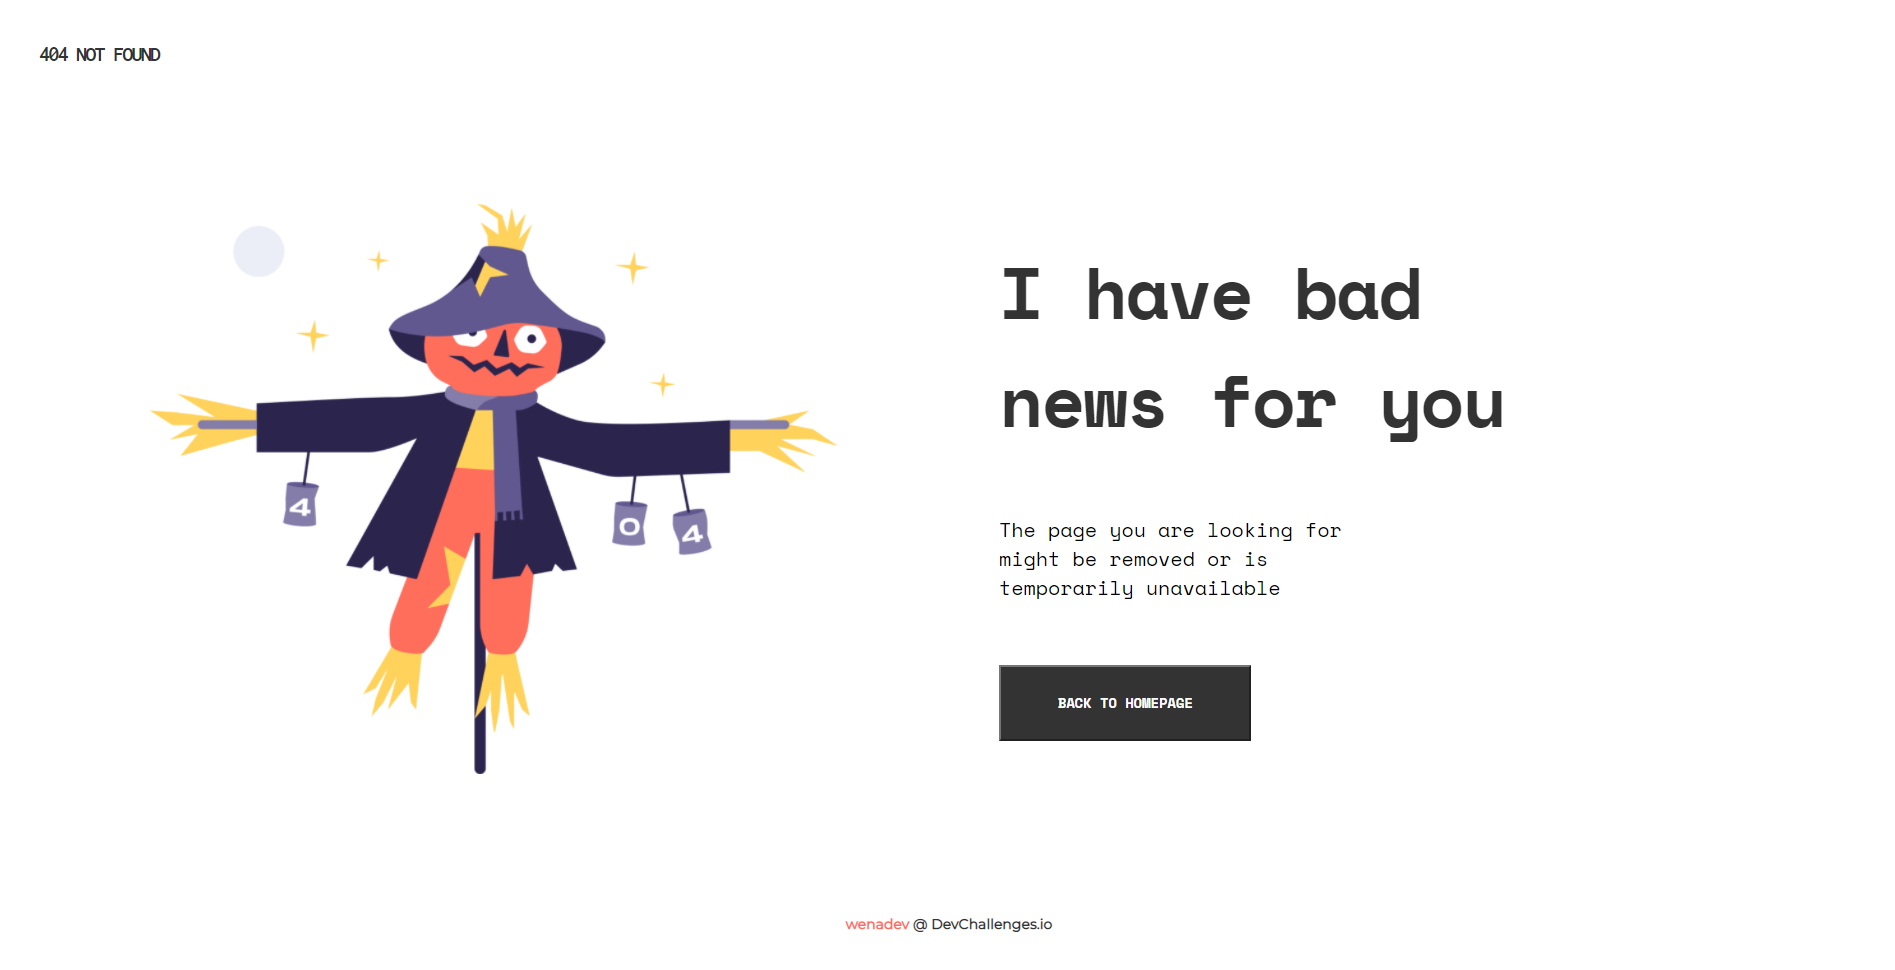 404 NOT FOUND
I have bad
news for you
4
0
4
The page you are looking for
might be removed or is
temporarily unavailable
BACK TO HOMEPAGE
wenadev @ DevChallenges.io